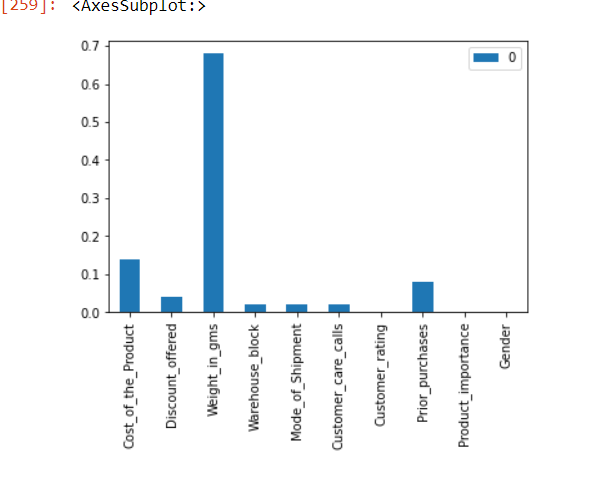 [259]: <AxesSubplot:>
0
0.7
0.6
0.5
0.4
0.3
0.2
0.1
0.0
Cost_of_the_Product
Discount_offered
Weight_in_gms
Warehouse_block
Mode_of_Shipment
Customer_care_calls
Customer_rating
Prior_purchases
Product_importance
Gender